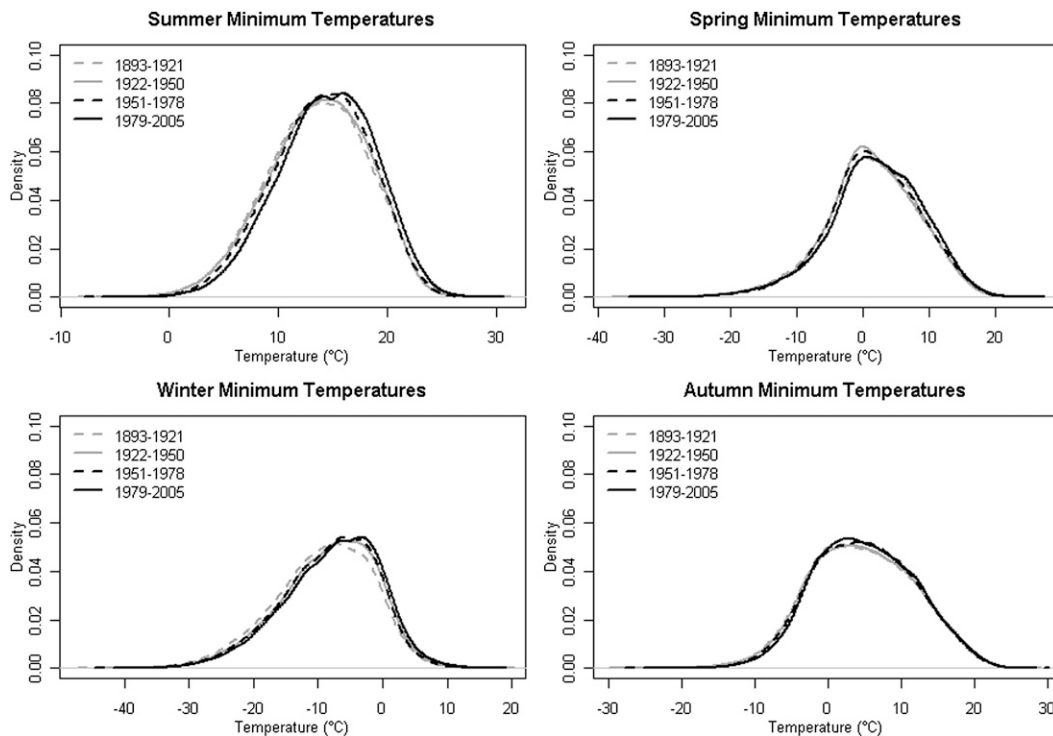 Summer Minimum Temperatures
1893-1921
1922-1950
1951-1978
1979-2005
Density
0.00 0.02 0.04 0.06 0.08 0.10
-10 0 10 20 30
Temperature (°C)
Spring Minimum Temperatures
1893-1921
1922-1950
1951-1978
1979-2005
Density
0.00 0.02 0.04 0.06 0.08 0.10
-40 -30 -20 -10 0 10 20
Temperature (°C)
Winter Minimum Temperatures
1893-1921
1922-1950
1951-1978
1979-2005
Density
0.00 0.02 0.04 0.06 0.08 0.10
-40 -30 -20 -10 0 10 20
Temperature (°C)
Autumn Minimum Temperatures
1893-1921
1922-1950
1951-1978
1979-2005
Density
0.00 0.02 0.04 0.06 0.08 0.10
-30 -20 -10 0 10 20 30
Temperature (°C)